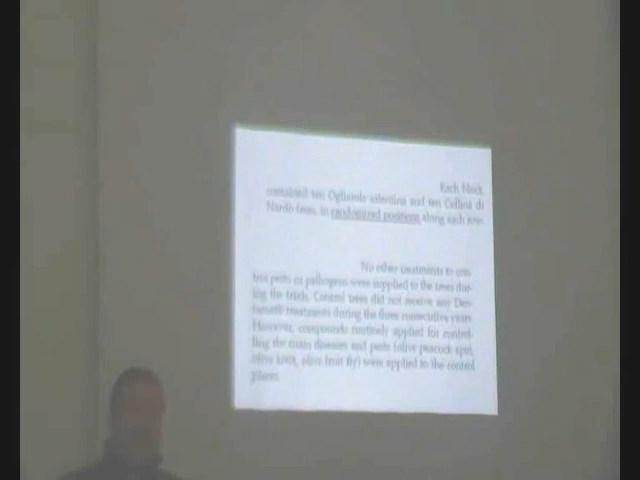 Each block
contained ten Ogliarola salentina and ten Cellina di
Nardò trees, in randomized positions along each row.
No other treatments to con-
trol pests or pathogens were supplied to the trees dur-
ing the trials. Control trees did not receive any Den-
tamet® treatments during the three consecutive years.
However, compounds routinely applied for control-
ling the main diseases and pests (olive peacock spot,
olive knot, olive fruit fly) were applied to the control
plants.